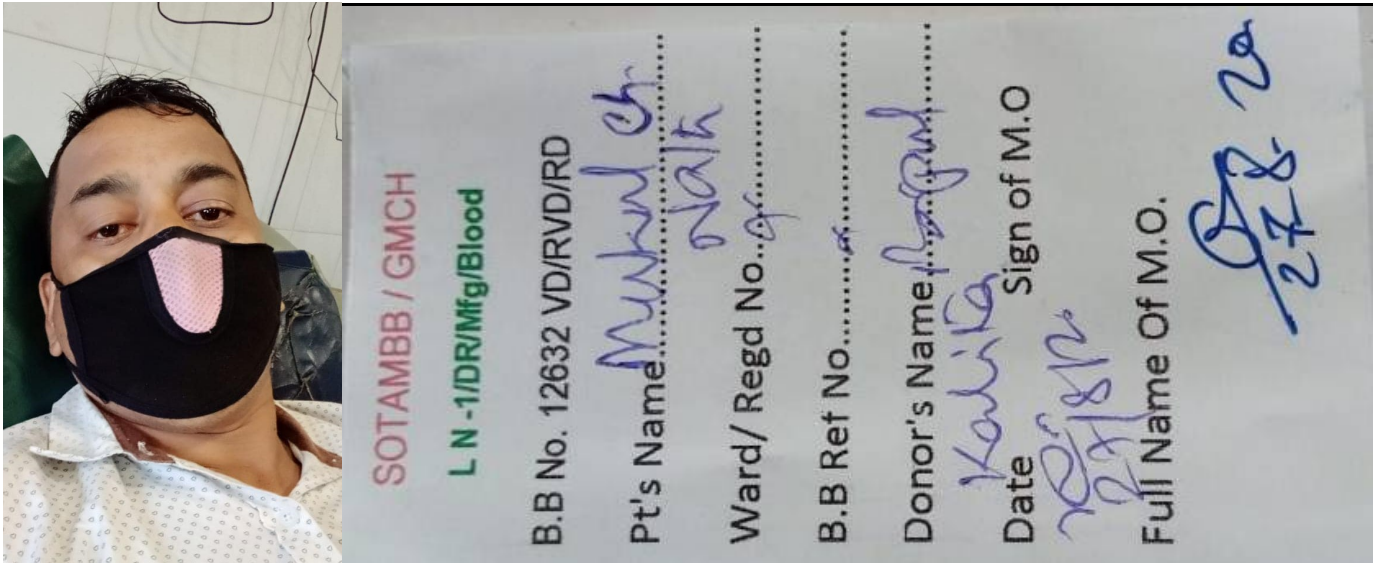 SOTAMBB / GMCH
L N -1/DR/Mfg/Blood
B.B No. 12632 VD/RVD/RD
Pt's Name Mukul Ch
Nath
Ward/ Regd No.
B.B Ref No.
Donor's Name
Kalita
Date Sign of M.O
27/8/20
Full Name Of M.O.
27.8.20